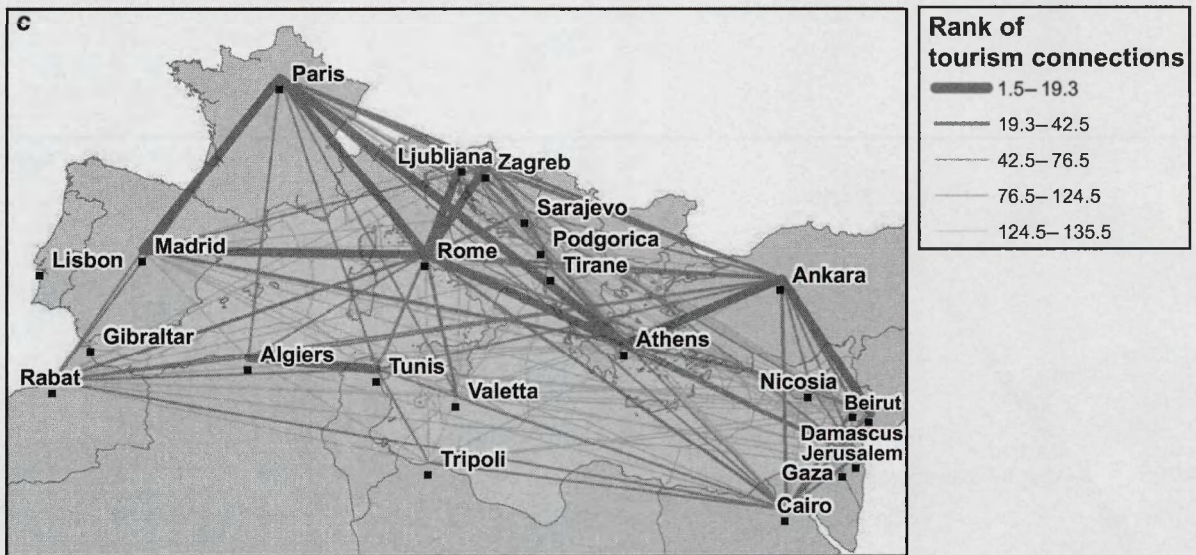 c
Paris
Ljubljana
Zagreb
Sarajevo
Podgorica
Tirane
Lisbon
Madrid
Rome
Ankara
Gibraltar
Rabat
Algiers
Tunis
Valetta
Athens
Nicosia
Beirut
Damascus
Jerusalem
Gaza
Tripoli
Cairo
Rank of
tourism connections
1.5–19.3
19.3–42.5
42.5–76.5
76.5–124.5
124.5–135.5